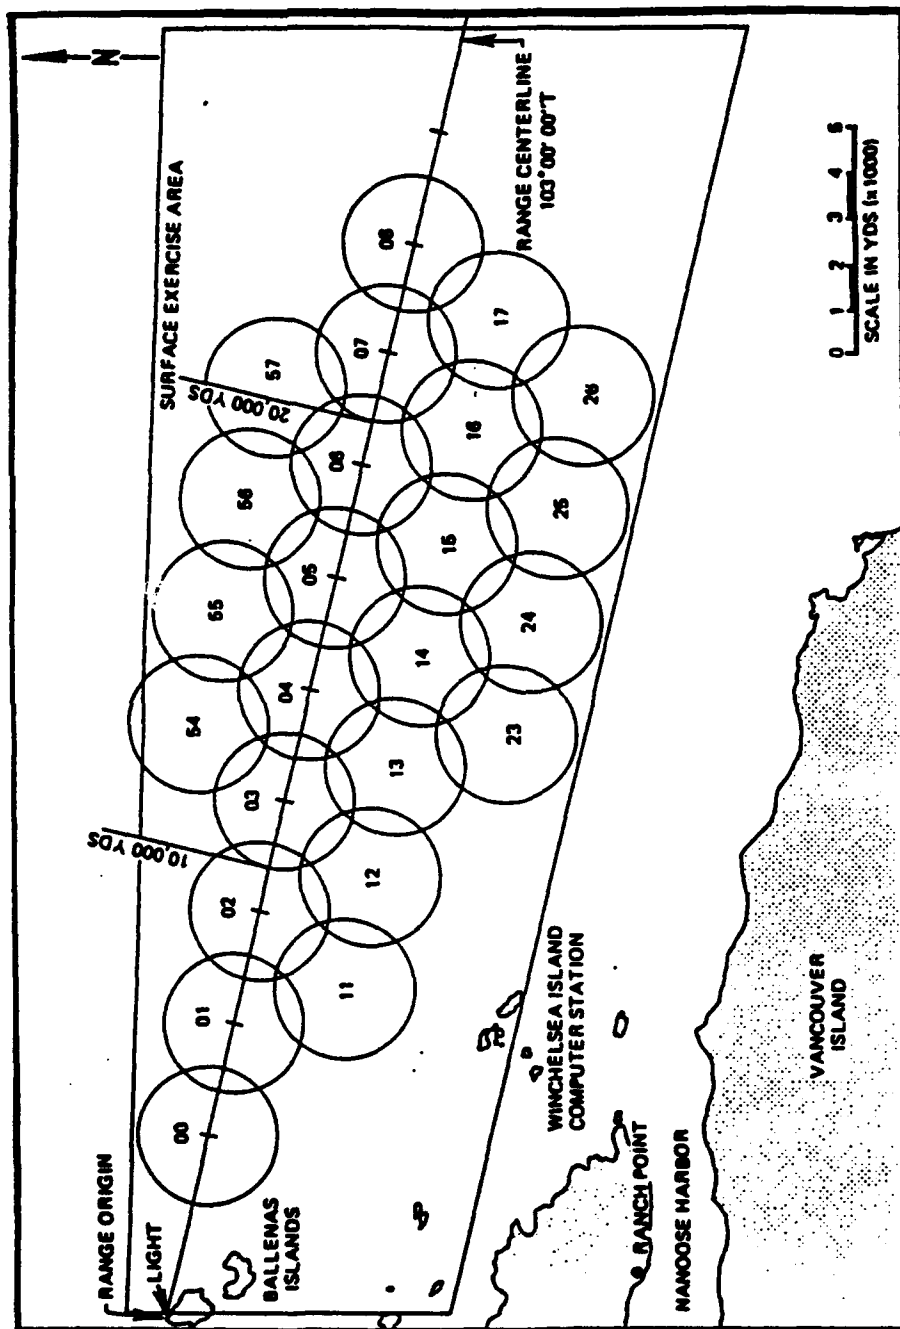 N
RANGE ORIGIN
LIGHT
SURFACE EXERCISE AREA
10,000 YDS
20,000 YDS
54
55
56
57
00
01
02
03
04
05
06
07
08
RANGE CENTERLINE
103°00'00"T
11
12
13
14
15
16
17
23
24
25
26
BALLENAS
ISLANDS
WINCHELSEA ISLAND
COMPUTER STATION
RANCH POINT
NANOOSE HARBOR
VANCOUVER
ISLAND
0 1 2 3 4 5
SCALE IN YDS (x1000)